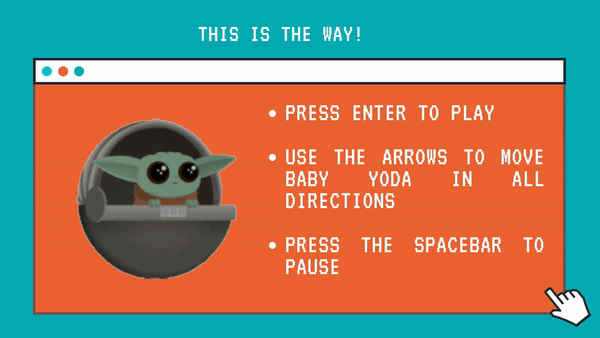 THIS IS THE WAY!
• PRESS ENTER TO PLAY
• USE THE ARROWS TO MOVE
BABY YODA IN ALL
DIRECTIONS
• PRESS THE SPACEBAR TO
PAUSE